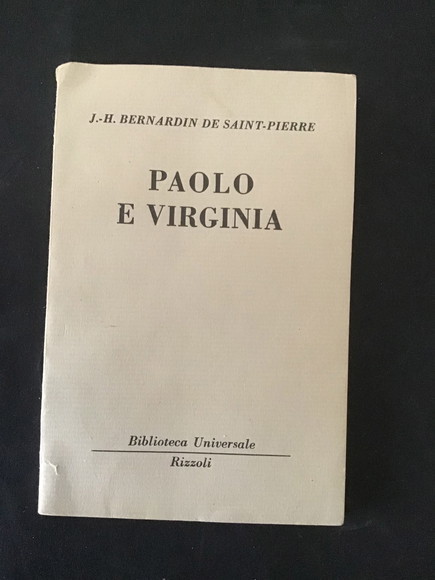 J.-H. BERNARDIN DE SAINT-PIERRE
PAOLO
E VIRGINIA
Biblioteca Universale
Rizzoli